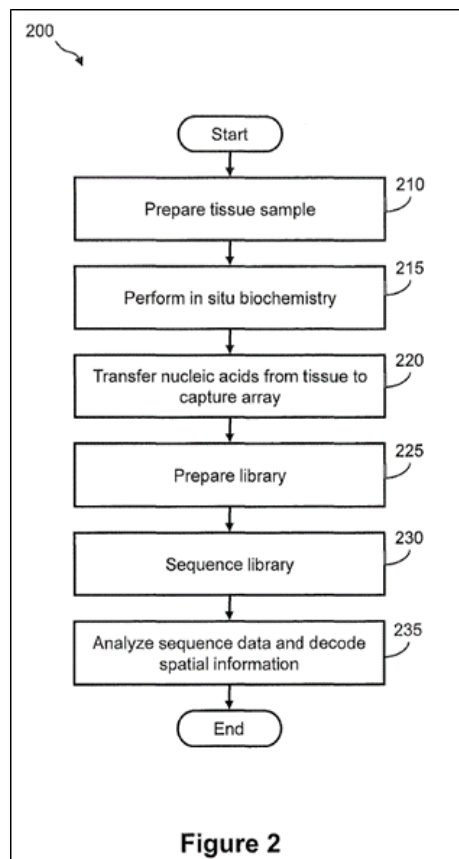 200
Start
210
Prepare tissue sample
215
Perform in situ biochemistry
220
Transfer nucleic acids from tissue to
capture array
225
Prepare library
230
Sequence library
235
Analyze sequence data and decode
spatial information
End
Figure 2